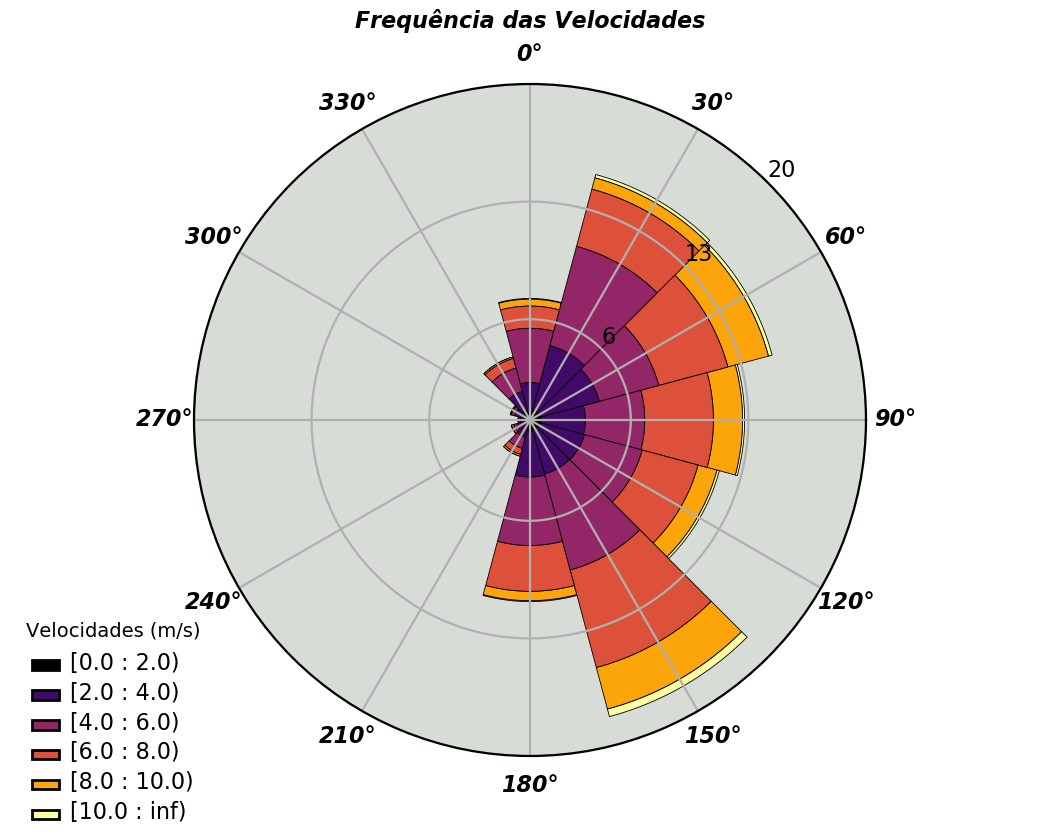 Frequência das Velocidades
0°
330°
30°
20
300°
60°
13
6
270°
90°
240°
120°
210°
150°
180°
Velocidades (m/s)
[0.0 : 2.0)
[2.0 : 4.0)
[4.0 : 6.0)
[6.0 : 8.0)
[8.0 : 10.0)
[10.0 : inf)